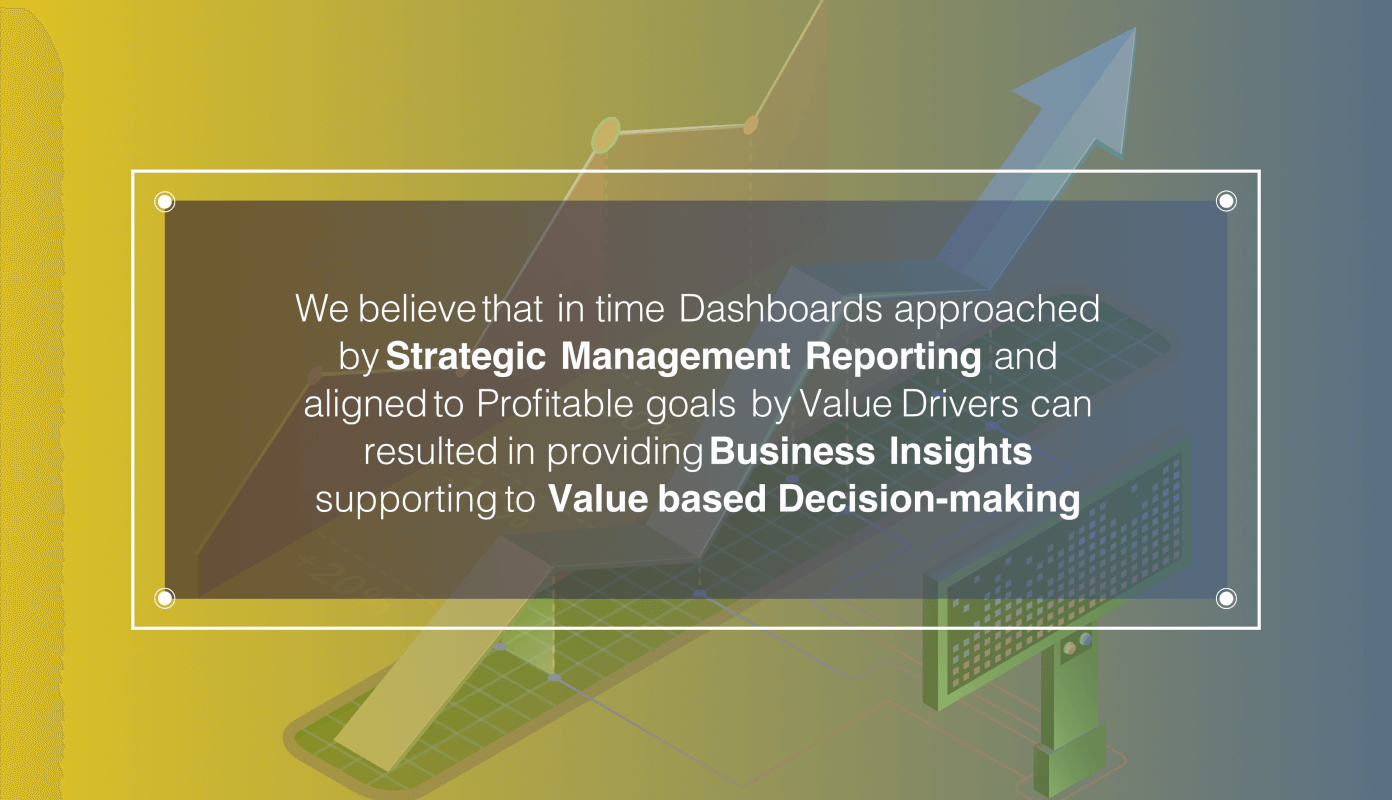 We believe that in time Dashboards approached
by Strategic Management Reporting and
aligned to Profitable goals by Value Drivers can
resulted in providing Business Insights
supporting to Value based Decision-making
+20%